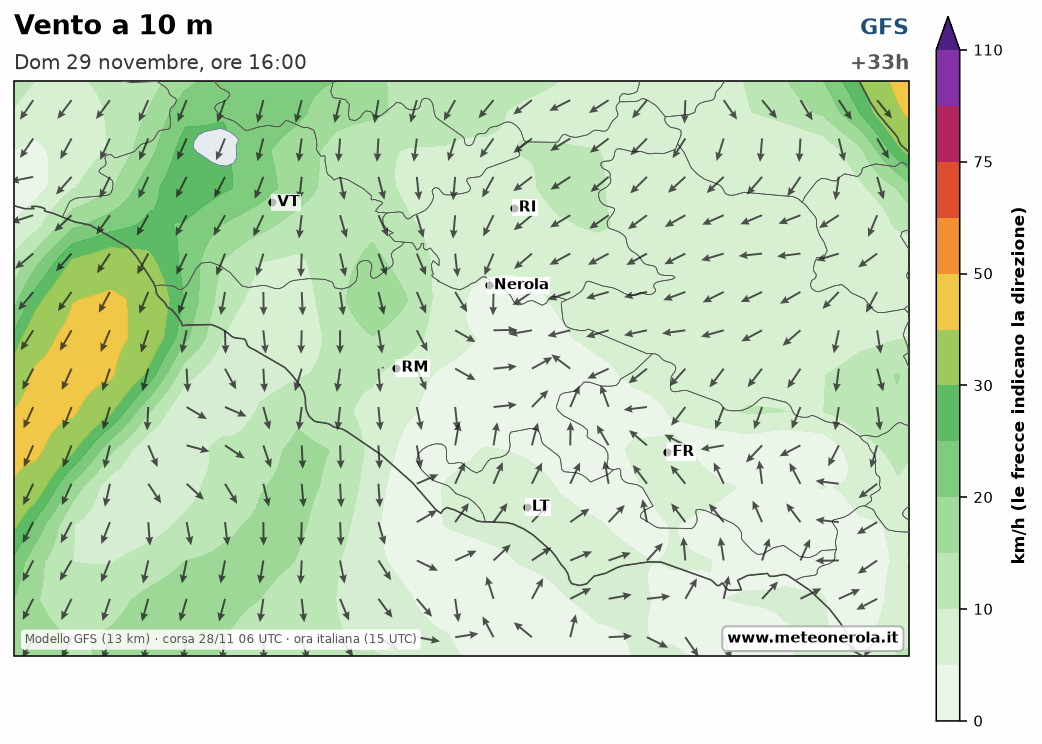 Vento a 10 m
GFS
Dom 29 novembre, ore 16:00
+33h
VT
RI
Nerola
RM
FR
LT
Modello GFS (13 km) · corsa 28/11 06 UTC · ora italiana (15 UTC)
www.meteonerola.it
110
75
50
30
20
10
0
km/h (le frecce indicano la direzione)